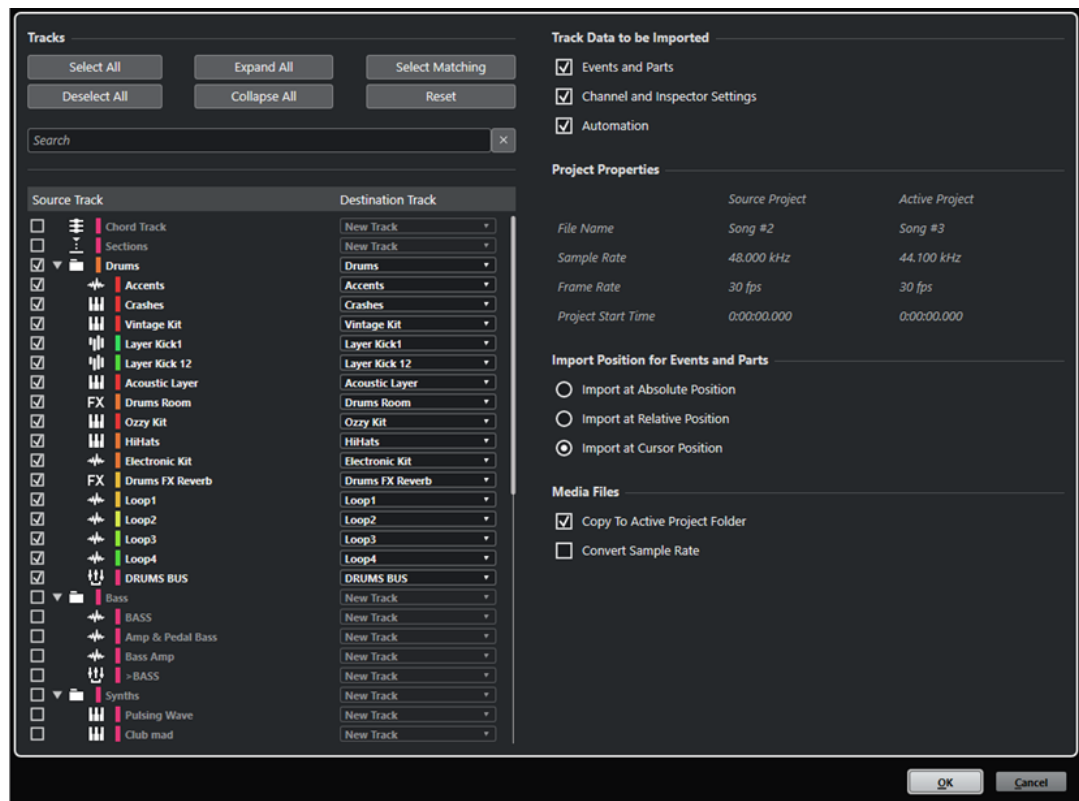 Tracks
Select All Expand All Select Matching
Deselect All Collapse All Reset
Search
Source Track Destination Track
Chord Track New Track
Sections New Track
Drums Drums
Accents Accents
Crashes Crashes
Vintage Kit Vintage Kit
Layer Kick1 Layer Kick1
Layer Kick 12 Layer Kick 12
Acoustic Layer Acoustic Layer
FX Drums Room Drums Room
Ozzy Kit Ozzy Kit
HiHats HiHats
Electronic Kit Electronic Kit
FX Drums FX Reverb Drums FX Reverb
Loop1 Loop1
Loop2 Loop2
Loop3 Loop3
Loop4 Loop4
DRUMS BUS DRUMS BUS
Bass New Track
BASS New Track
Amp & Pedal Bass New Track
Bass Amp New Track
>BASS New Track
Synths New Track
Pulsing Wave New Track
Club mad New Track
Track Data to be Imported
Events and Parts
Channel and Inspector Settings
Automation
Project Properties
Source Project Active Project
File Name Song #2 Song #3
Sample Rate 48.000 kHz 44.100 kHz
Frame Rate 30 fps 30 fps
Project Start Time 0:00:00.000 0:00:00.000
Import Position for Events and Parts
Import at Absolute Position
Import at Relative Position
Import at Cursor Position
Media Files
Copy To Active Project Folder
Convert Sample Rate
OK Cancel